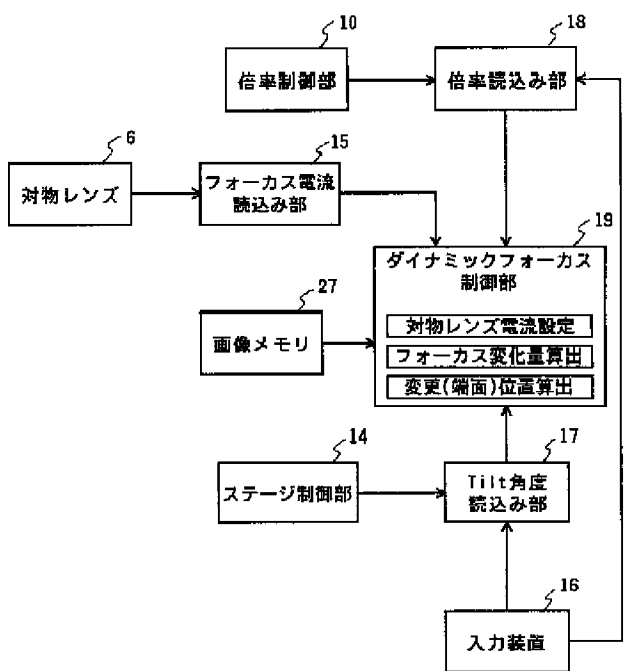 10
18
倍率制御部
倍率読込み部
6
15
対物レンズ
フォーカス電流
読込み部
19
ダイナミックフォーカス
制御部
27
画像メモリ
対物レンズ電流設定
フォーカス変化量算出
変更(端面)位置算出
14
17
ステージ制御部
Tilt角度
読込み部
16
入力装置